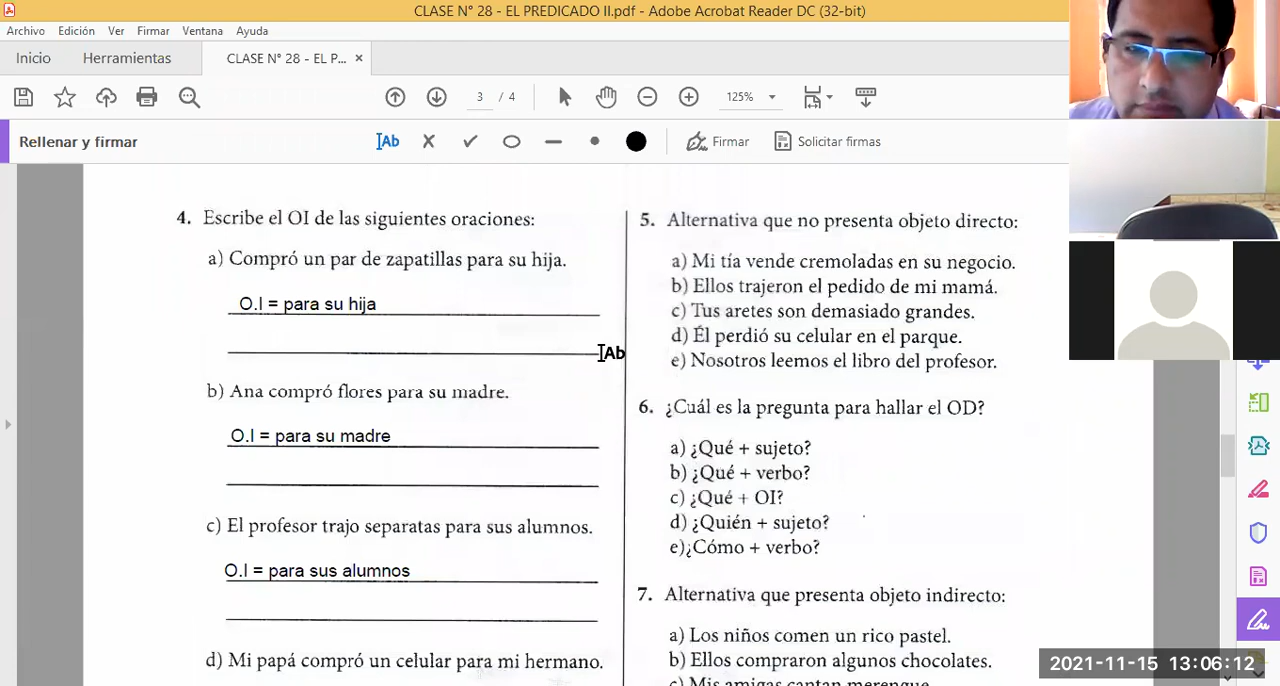 CLASE N° 28 - EL PREDICADO II.pdf - Adobe Acrobat Reader DC (32-bit)
Archivo Edición Ver Firmar Ventana Ayuda
Inicio Herramientas CLASE N° 28 - EL P... ×
3 / 4 125%
Rellenar y firmar Ab Firmar Solicitar firmas
4. Escribe el OI de las siguientes oraciones:
a) Compró un par de zapatillas para su hija.
O.I = para su hija
Ab
b) Ana compró flores para su madre.
O.I = para su madre
c) El profesor trajo separatas para sus alumnos.
O.I = para sus alumnos
d) Mi papá compró un celular para mi hermano.
5. Alternativa que no presenta objeto directo:
a) Mi tía vende cremoladas en su negocio.
b) Ellos trajeron el pedido de mi mamá.
c) Tus aretes son demasiado grandes.
d) Él perdió su celular en el parque.
e) Nosotros leemos el libro del profesor.
6. ¿Cuál es la pregunta para hallar el OD?
a) ¿Qué + sujeto?
b) ¿Qué + verbo?
c) ¿Qué + OI?
d) ¿Quién + sujeto?
e)¿Cómo + verbo?
7. Alternativa que presenta objeto indirecto:
a) Los niños comen un rico pastel.
b) Ellos compraron algunos chocolates.
c) Mis amigas cantan merengue.
2021-11-15 13:06:12